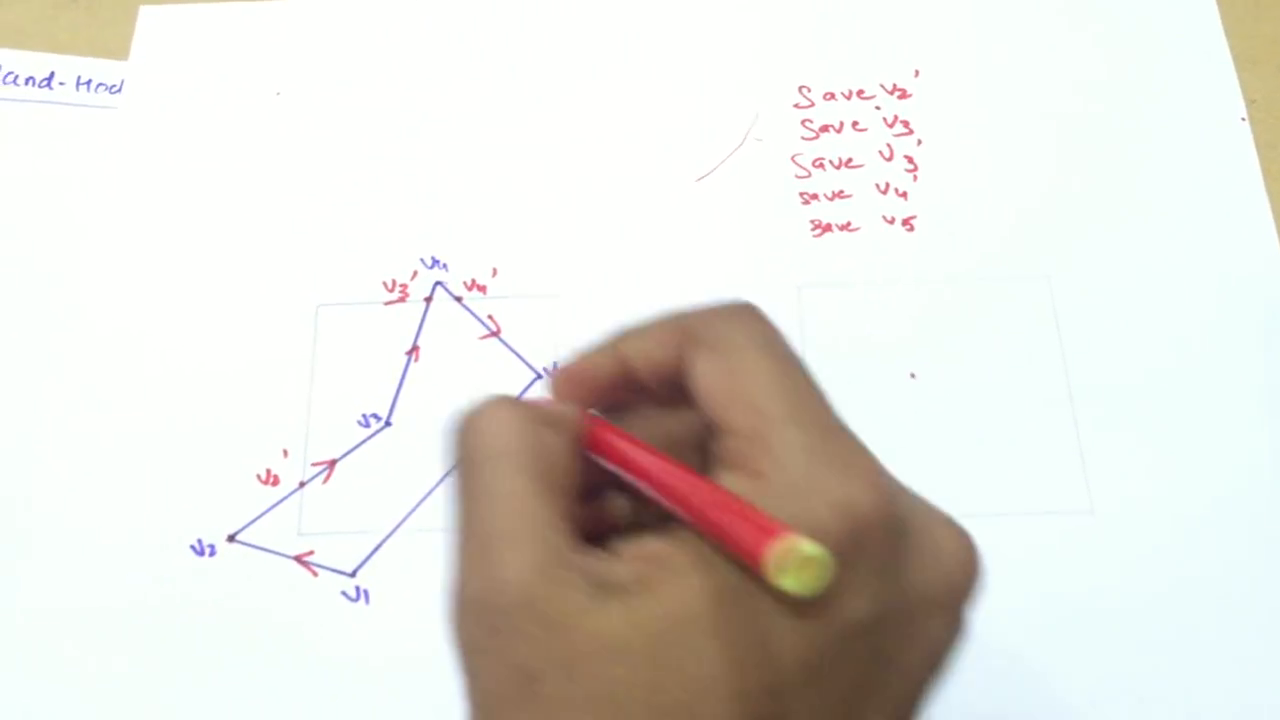 land-Hod
Save v2'
Save v3
Save v3'
save v4'
save v5
v4
v3'
v4'
v3
v2'
v2
v1